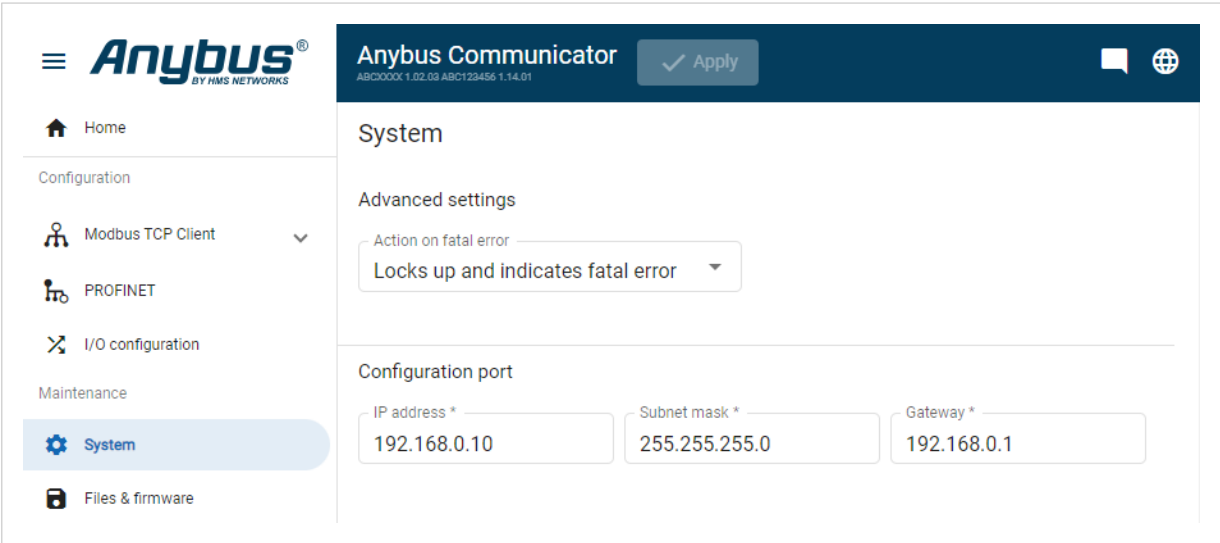 Anybus®
BY HMS NETWORKS
Anybus Communicator
ABCXXXX 1.02.03 ABC123456 1.14.01
Apply
Home
Configuration
Modbus TCP Client
PROFINET
I/O configuration
Maintenance
System
Files & firmware
System
Advanced settings
Action on fatal error
Locks up and indicates fatal error
Configuration port
IP address * Subnet mask * Gateway *
192.168.0.10 255.255.255.0 192.168.0.1